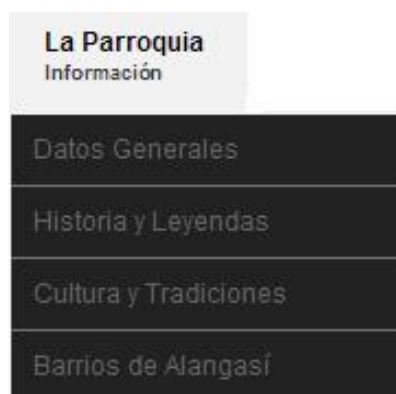 La Parroquia
Información
Datos Generales
Historia y Leyendas
Cultura y Tradiciones
Barrios de Alangasí